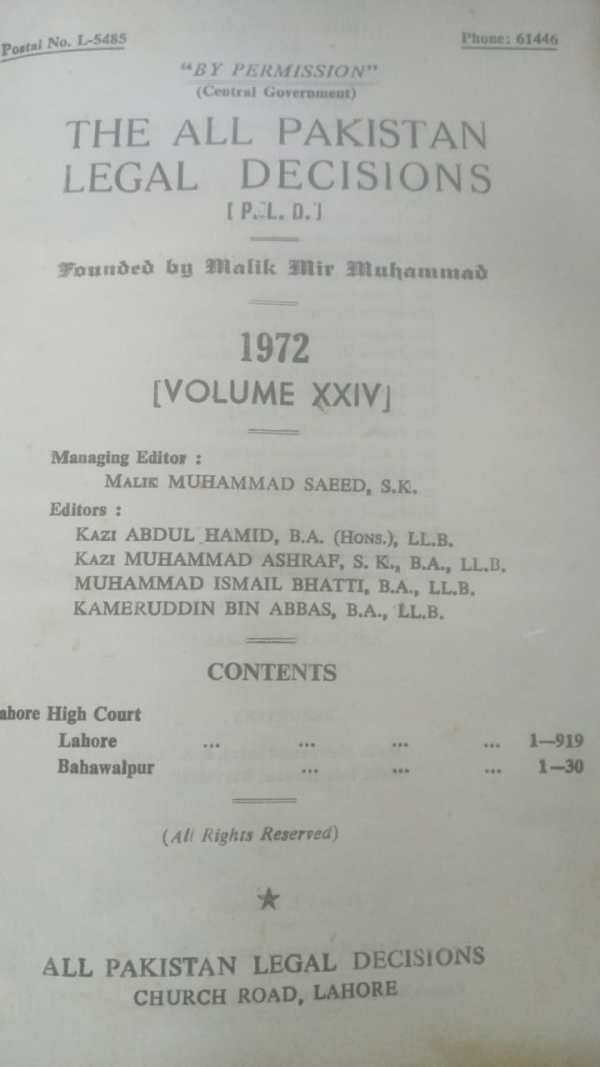 Postal No. L-5485
Phone: 61446
"BY PERMISSION"
(Central Government)
THE ALL PAKISTAN
LEGAL DECISIONS
[ P. L. D. ]
Founded by Malik Mir Muhammad
1972
[VOLUME XXIV]
Managing Editor :
MALIK MUHAMMAD SAEED, S.K.
Editors :
KAZI ABDUL HAMID, B.A. (HONS.), LL.B.
KAZI MUHAMMAD ASHRAF, S. K., B.A., LL.B.
MUHAMMAD ISMAIL BHATTI, B.A., LL.B.
KAMERUDDIN BIN ABBAS, B.A., LL.B.
CONTENTS
ahore High Court
Lahore ... ... ... ... 1—919
Bahawalpur ... ... ... 1—30
(All Rights Reserved)
ALL PAKISTAN LEGAL DECISIONS
CHURCH ROAD, LAHORE